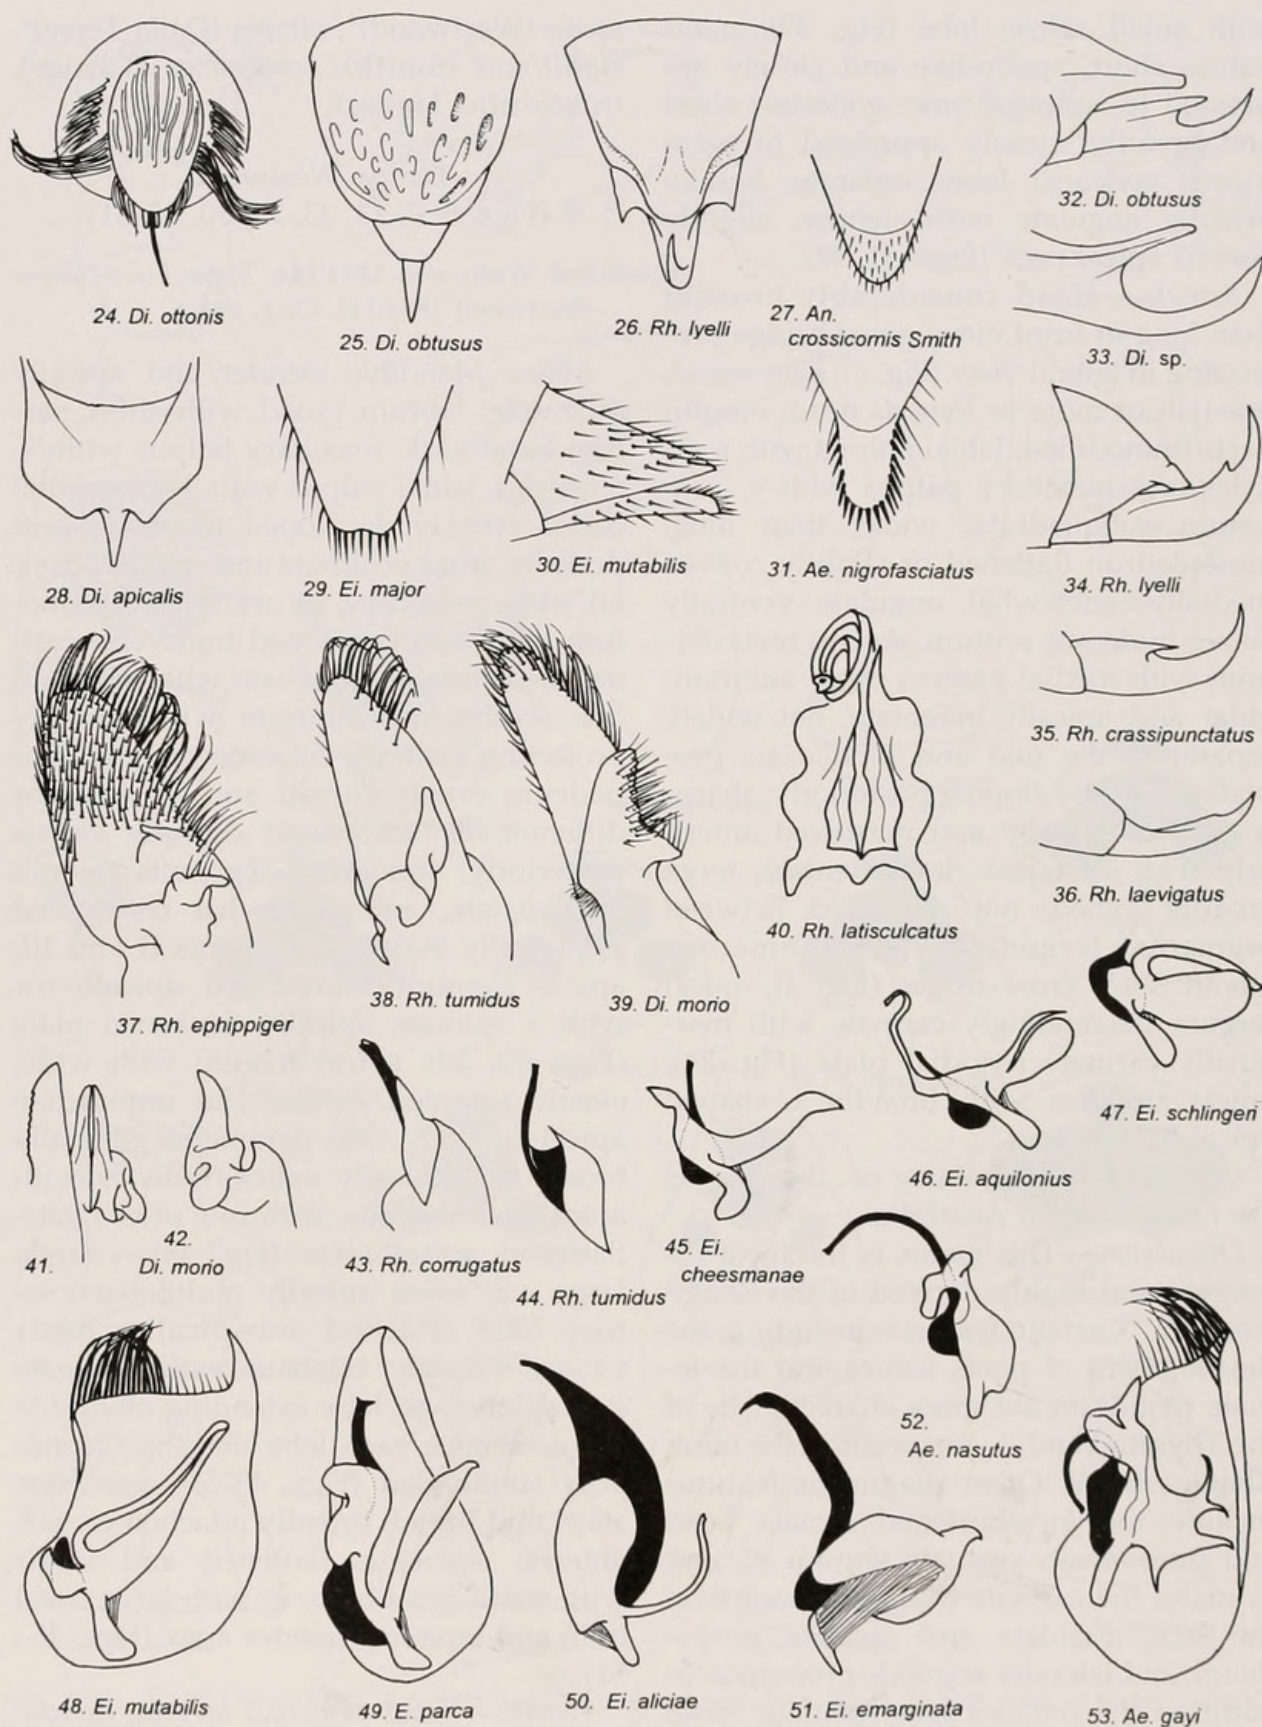 24. Di. ottonis
25. Di. obtusus
26. Rh. lyelli
27. An.
crossicornis Smith
32. Di. obtusus
33. Di. sp.
28. Di. apicalis
29. Ei. major
30. Ei. mutabilis
31. Ae. nigrofasciatus
34. Rh. lyelli
35. Rh. crassipunctatus
36. Rh. laevigatus
37. Rh. ephippiger
38. Rh. tumidus
39. Di. morio
40. Rh. latisculcatus
41.
42.
Di. morio
43. Rh. corrugatus
44. Rh. tumidus
45. Ei.
cheesmanae
46. Ei. aquilonius
47. Ei. schlingeri
48. Ei. mutabilis
49. E. parca
50. Ei. aliciae
51. Ei. emarginata
52.
Ae. nasutus
53. Ae. gayi